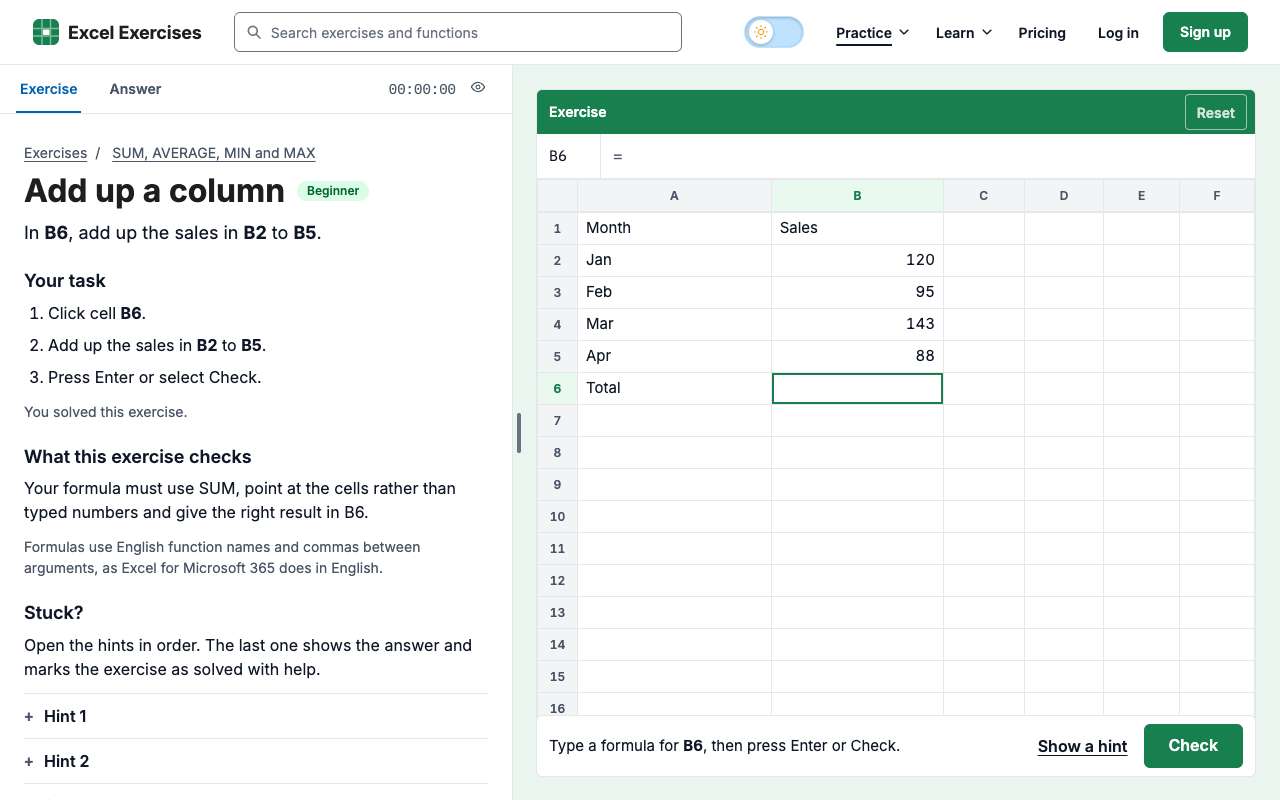 Excel Exercises
Search exercises and functions
Practice
Learn
Pricing
Log in
Sign up
Exercise
Answer
00:00:00
Exercises / SUM, AVERAGE, MIN and MAX
Add up a column Beginner
In B6, add up the sales in B2 to B5.
Your task
1. Click cell B6.
2. Add up the sales in B2 to B5.
3. Press Enter or select Check.
You solved this exercise.
What this exercise checks
Your formula must use SUM, point at the cells rather than
typed numbers and give the right result in B6.
Formulas use English function names and commas between
arguments, as Excel for Microsoft 365 does in English.
Stuck?
Open the hints in order. The last one shows the answer and
marks the exercise as solved with help.
+ Hint 1
+ Hint 2
Exercise
Reset
B6 =
A B C D E F
1 Month Sales
2 Jan 120
3 Feb 95
4 Mar 143
5 Apr 88
6 Total
7
8
9
10
11
12
13
14
15
16
Type a formula for B6, then press Enter or Check.
Show a hint
Check